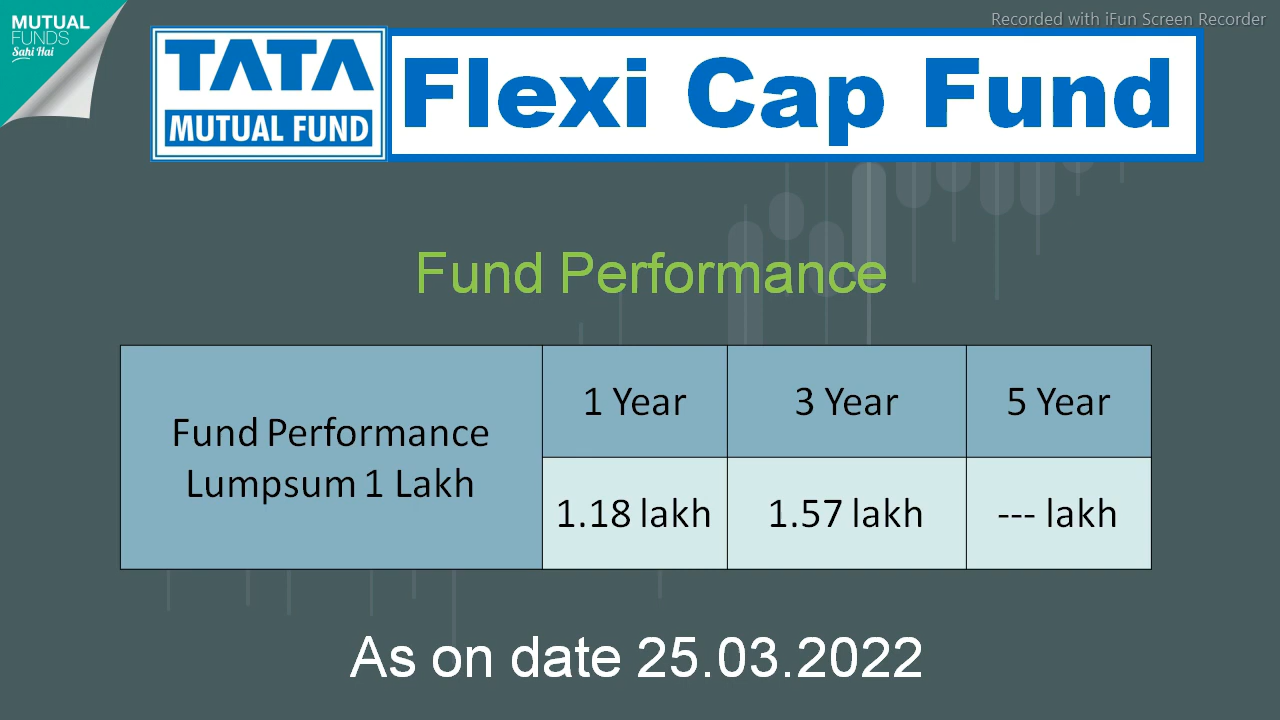 Recorded with iFun Screen Recorder
MUTUAL
FUNDS
Sahi Hai
TATA
MUTUAL FUND
Flexi Cap Fund
Fund Performance
Fund Performance
Lumpsum 1 Lakh
1 Year
3 Year
5 Year
1.18 lakh
1.57 lakh
--- lakh
As on date 25.03.2022